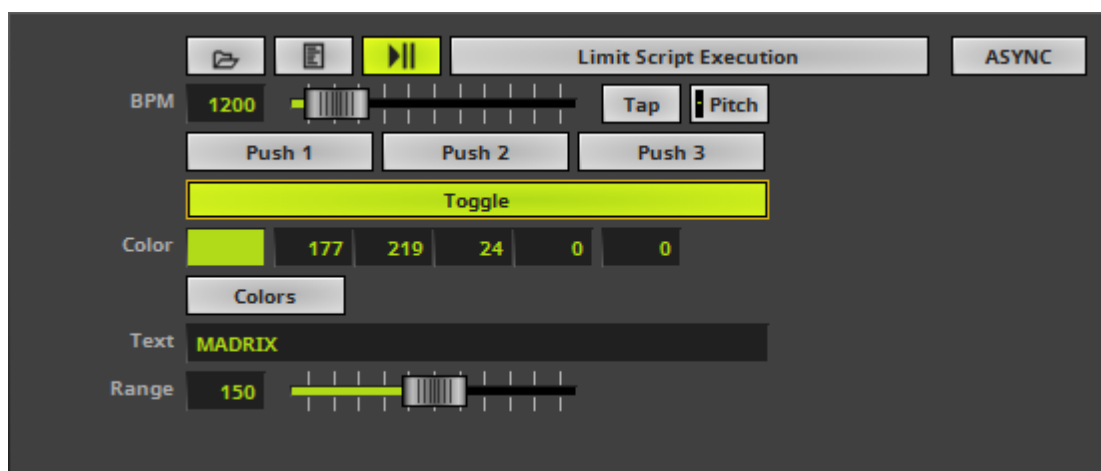 Limit Script Execution ASYNC
BPM 1200 Tap Pitch
Push 1 Push 2 Push 3
Toggle
Color 177 219 24 0 0
Colors
Text MADRIX
Range 150